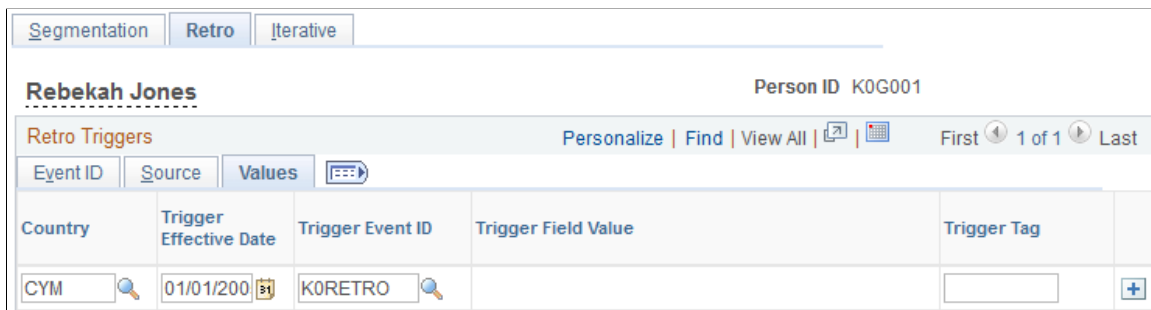 Segmentation Retro Iterative
Rebekah Jones Person ID K0G001
Retro Triggers Personalize | Find | View All | | First 1 of 1 Last
Event ID Source Values
Country Trigger Effective Date Trigger Event ID Trigger Field Value Trigger Tag
CYM 01/01/200 31 K0RETRO +